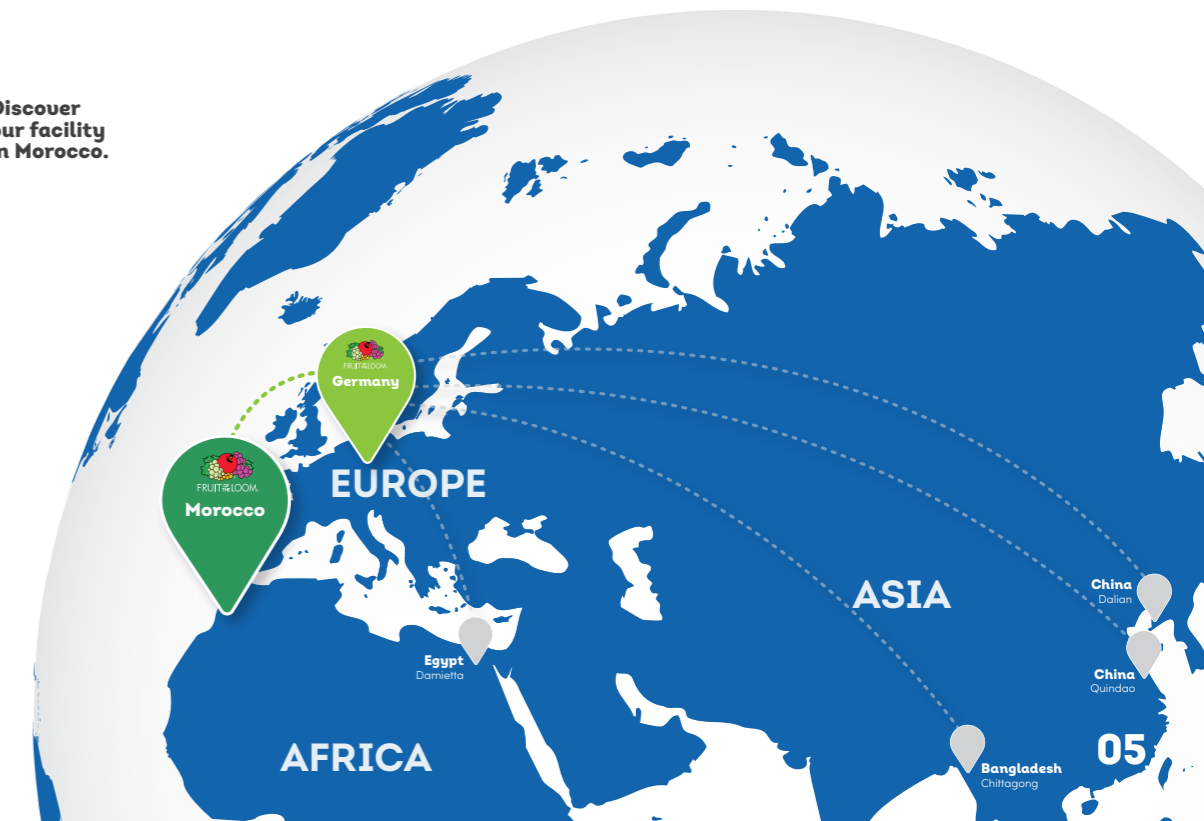 Discover
our facility
in Morocco.
FRUIT OF THE LOOM.
Germany
FRUIT OF THE LOOM.
Morocco
EUROPE
ASIA
China
Dalian
China
Quindao
Egypt
Damietta
AFRICA
05
Bangladesh
Chittagong